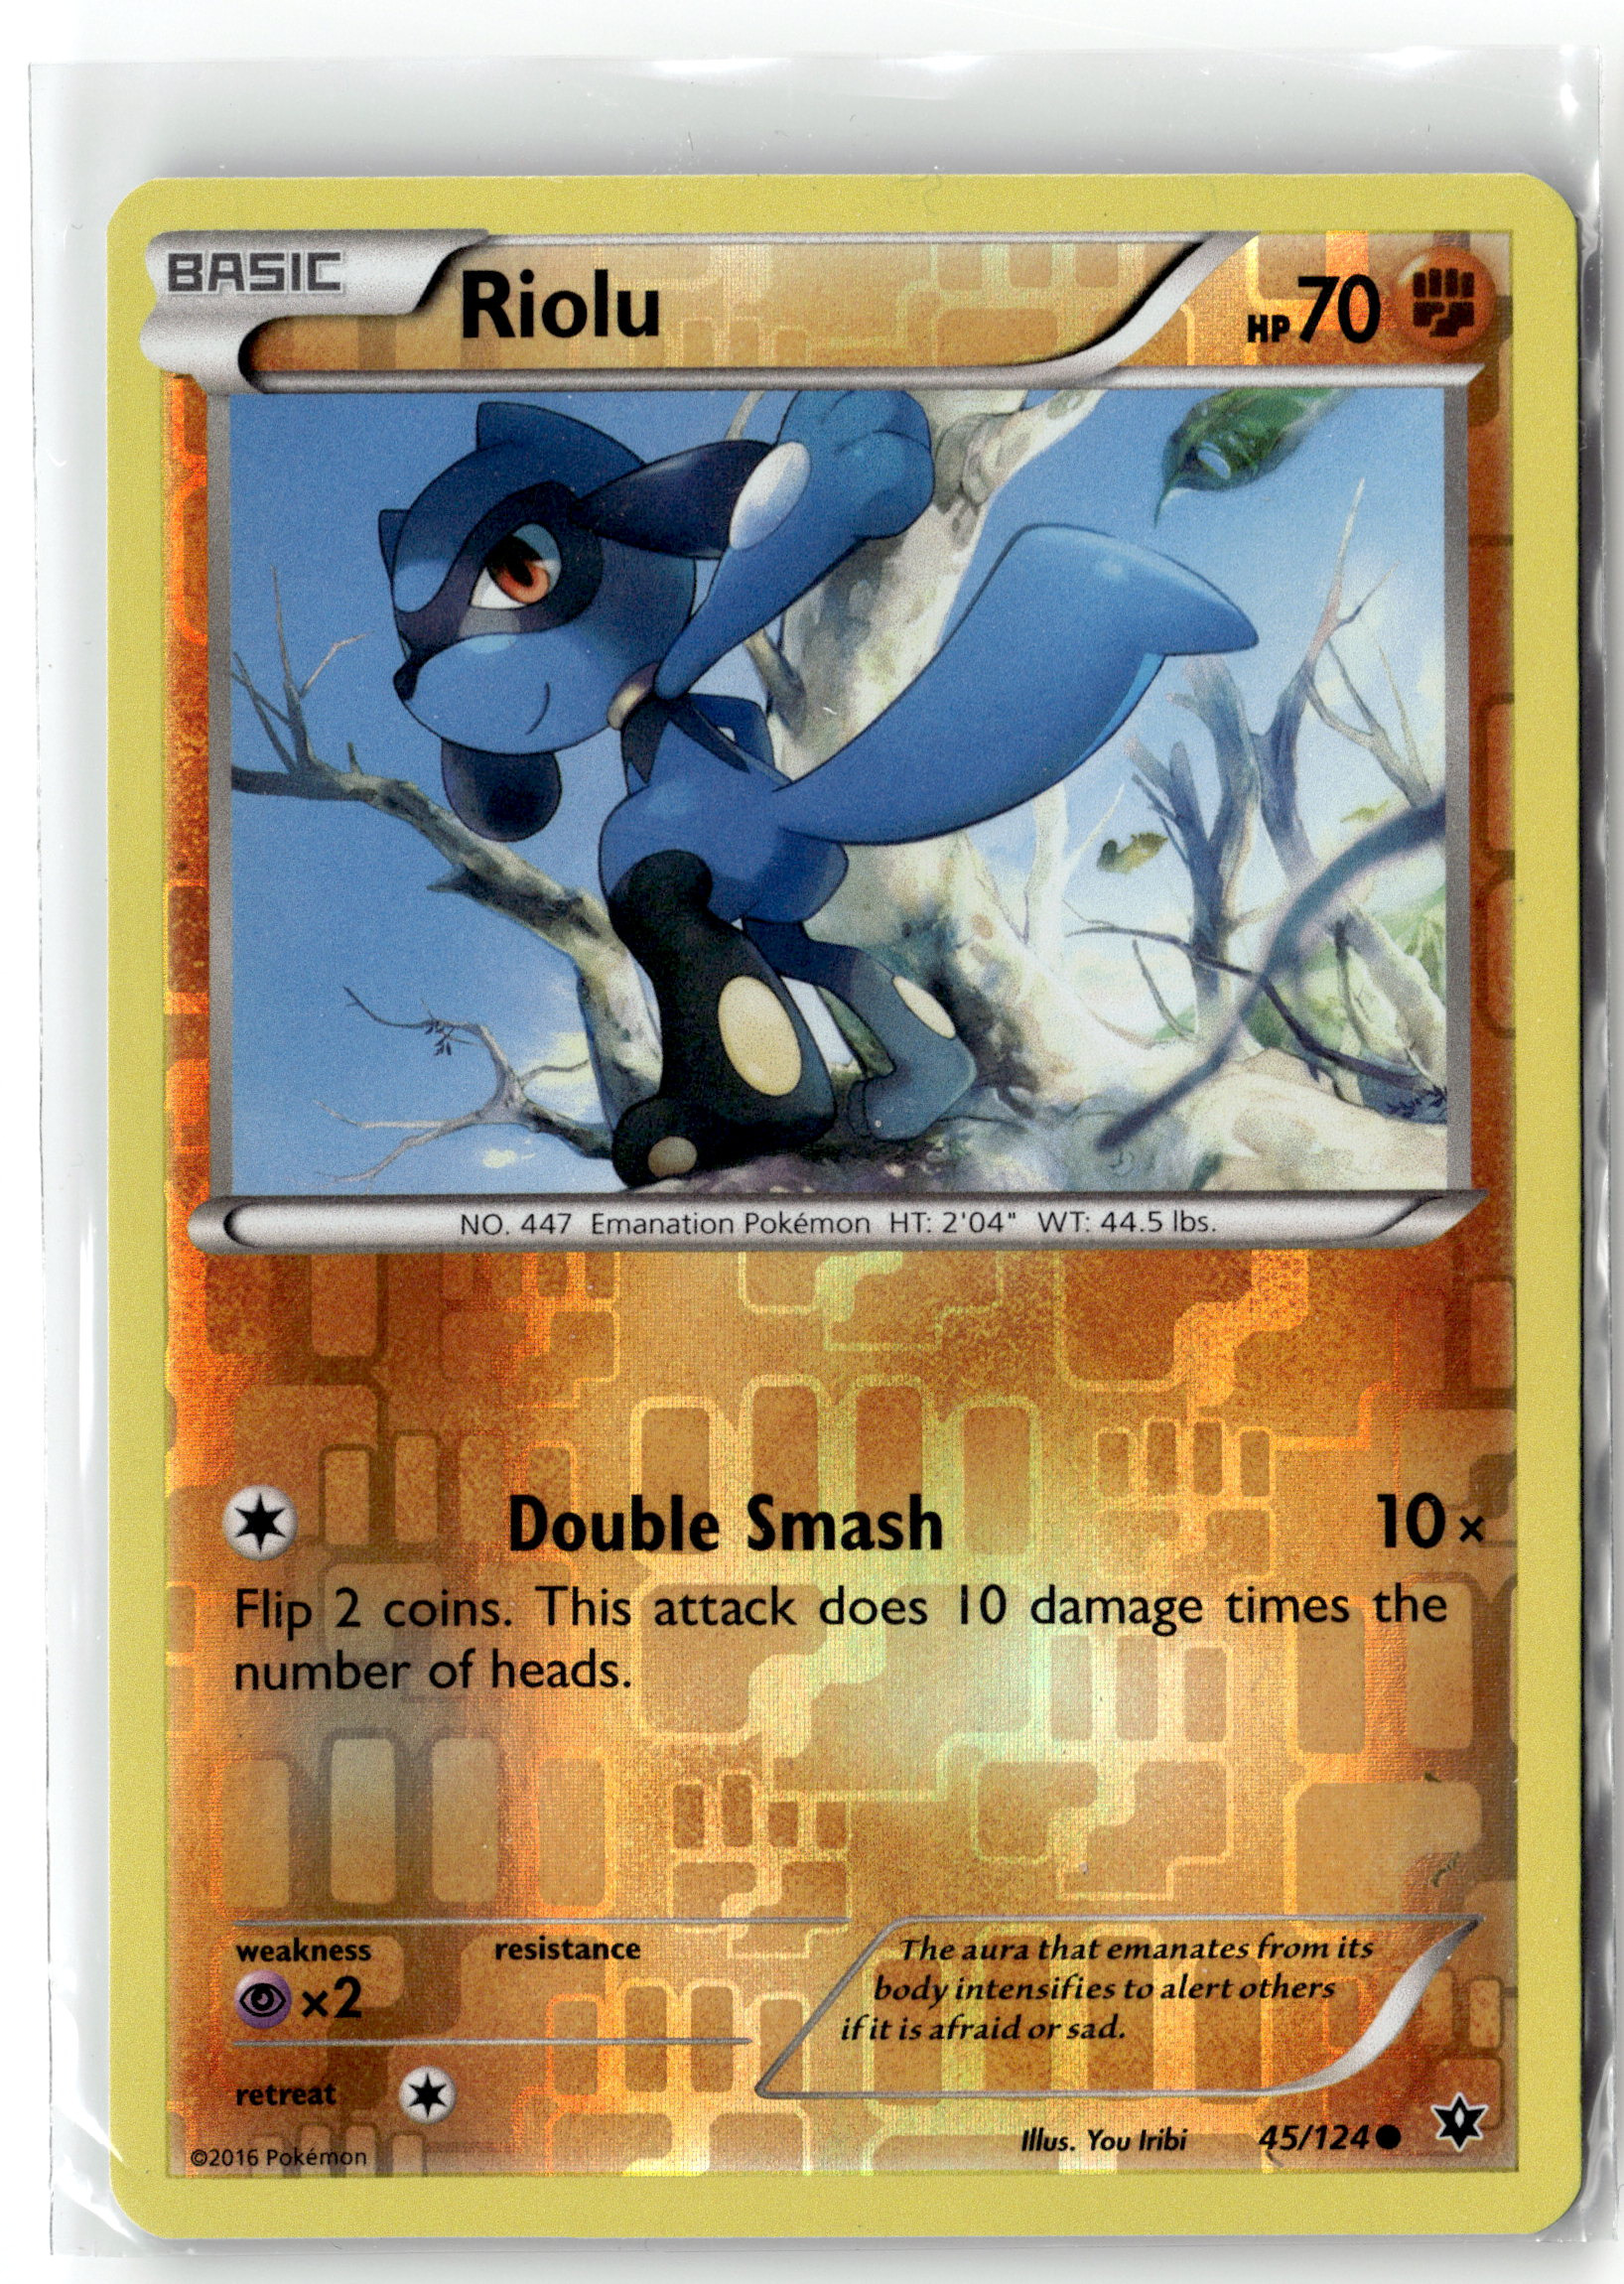 BASIC
Riolu
HP 70
NO. 447 Emanation Pokémon HT: 2'04" WT: 44.5 lbs.
Double Smash 10×
Flip 2 coins. This attack does 10 damage times the
number of heads.
weakness resistance
×2
The aura that emanates from its
body intensifies to alert others
if it is afraid or sad.
retreat
Illus. You Iribi 45/124
©2016 Pokémon